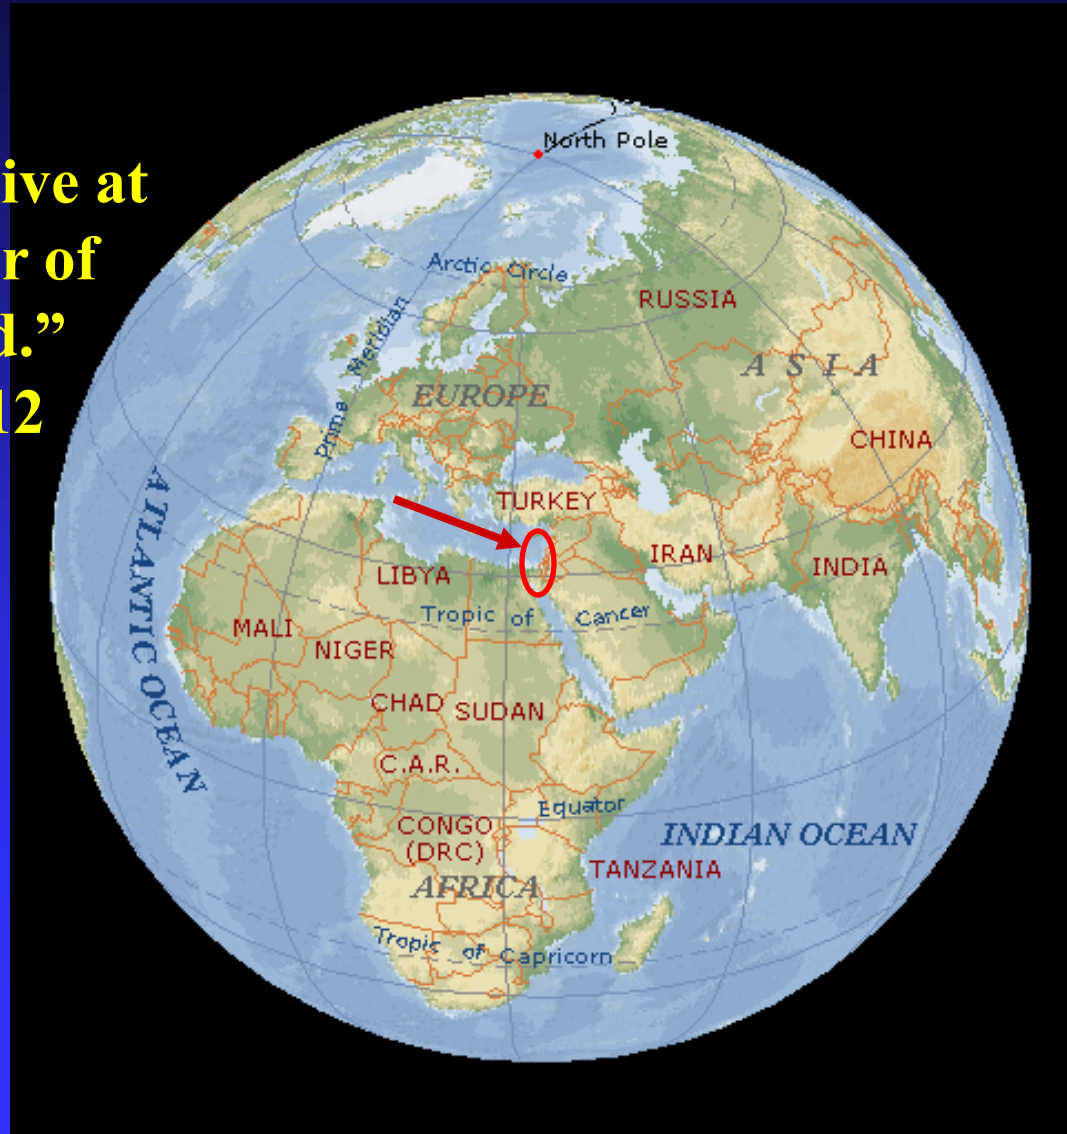 ive at
r of
d.”
12
North Pole
Arctic Circle
RUSSIA
Prime Meridian
A S I A
EUROPE
CHINA
TURKEY
ATLANTIC OCEAN
IRAN
LIBYA
INDIA
Tropic of Cancer
MALI
NIGER
CHAD
SUDAN
C.A.R.
Equator
CONGO
(DRC)
INDIAN OCEAN
TANZANIA
AFRICA
Tropic of Capricorn